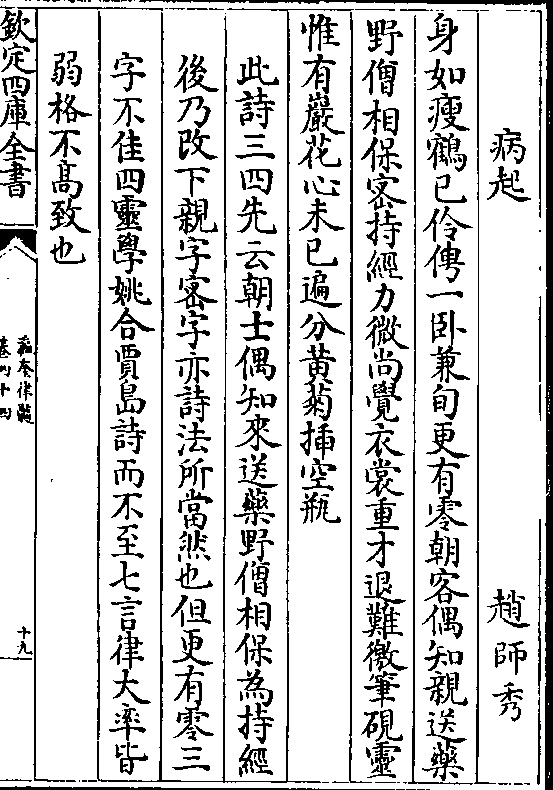 病起　趙師秀
身如瘦鶴已伶俜一卧兼旬更有零朝客偶知親送藥
野僧相保密持經力微尚覺衣裳重才退難徵筆硯靈
惟有巖花心未已遍分黄菊揷空瓶
此詩三四先云朝士偶知來送藥野僧相保為持經
後乃改下親字密字亦詩法所當然也但更有零三
字不佳四靈學姚合賈島詩而不至七言律大率皆
弱格不髙致也
欽定四庫全書
瀛奎律髓
卷四十四
十九